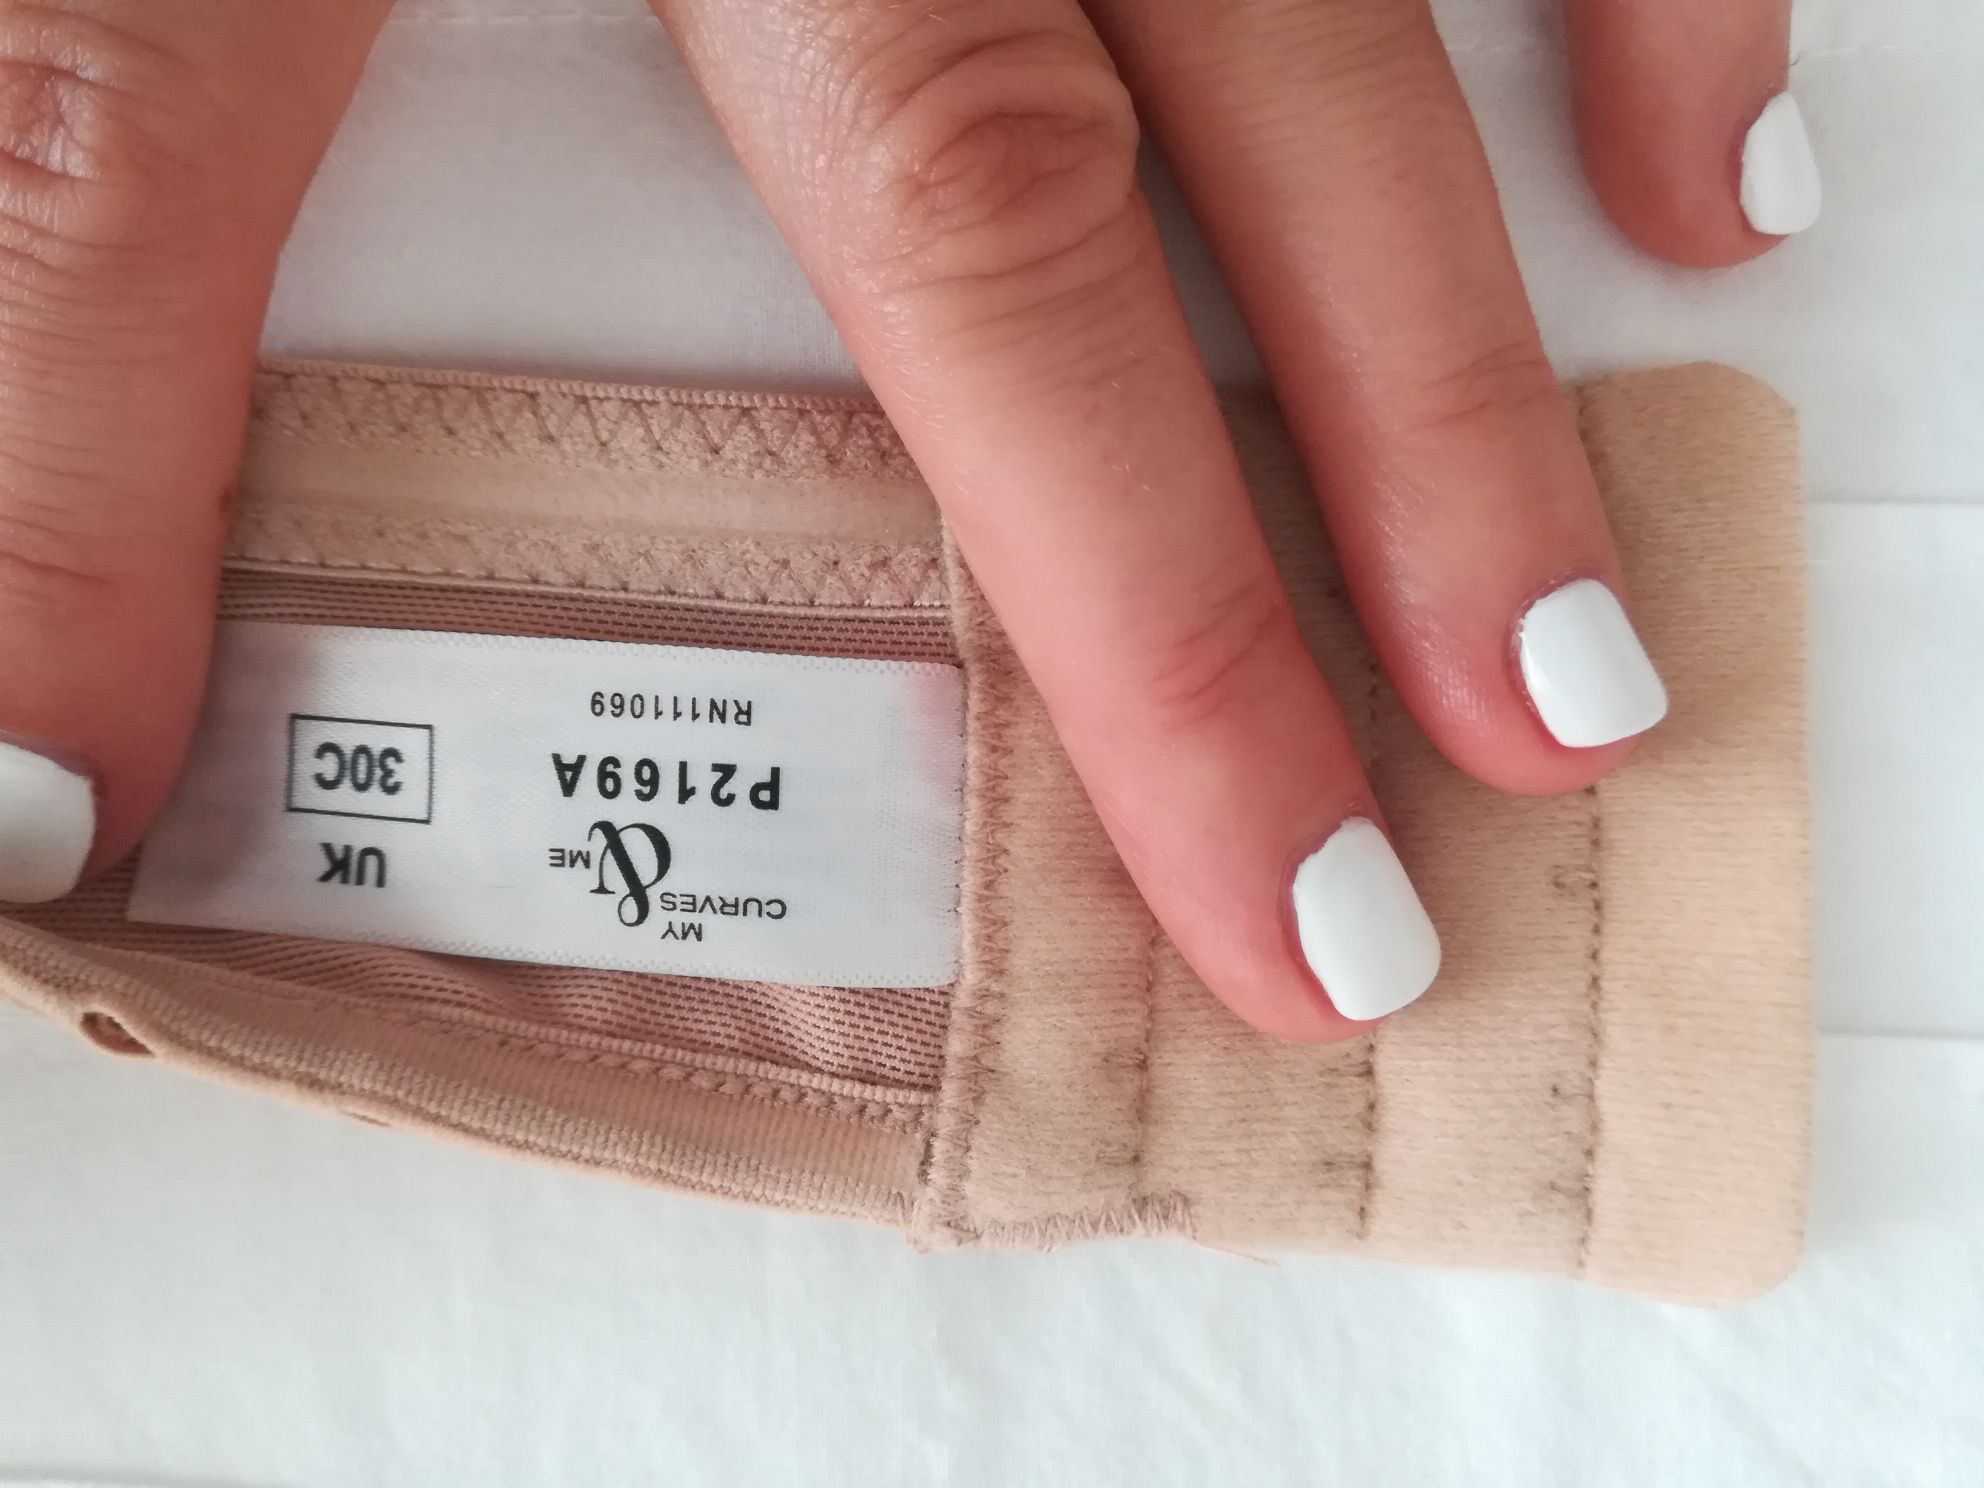 MY
CURVES
& ME
P2169A
RN111069
UK
30C